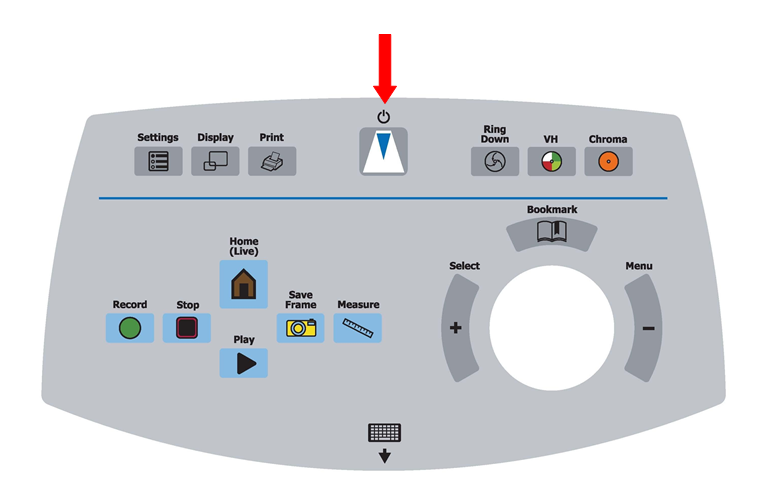 Settings
Display
Print
Ring
Down
VH
Chroma
Bookmark
Home
(Live)
Select
Menu
Record
Stop
Save
Frame
Measure
+
−
Play